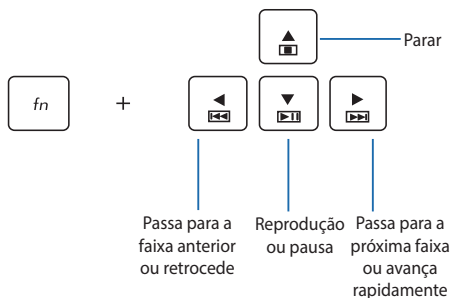 Parar
fn
+
Passa para a
faixa anterior
ou retrocede
Reprodução
ou pausa
Passa para a
próxima faixa
ou avança
rapidamente